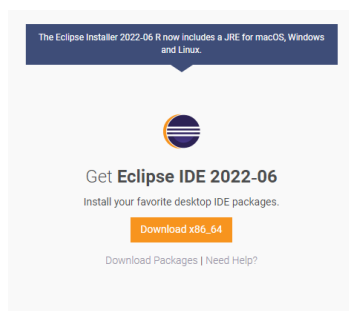 The Eclipse Installer 2022-06 R now includes a JRE for macOS, Windows
and Linux.
Get Eclipse IDE 2022-06
Install your favorite desktop IDE packages.
Download x86_64
Download Packages | Need Help?